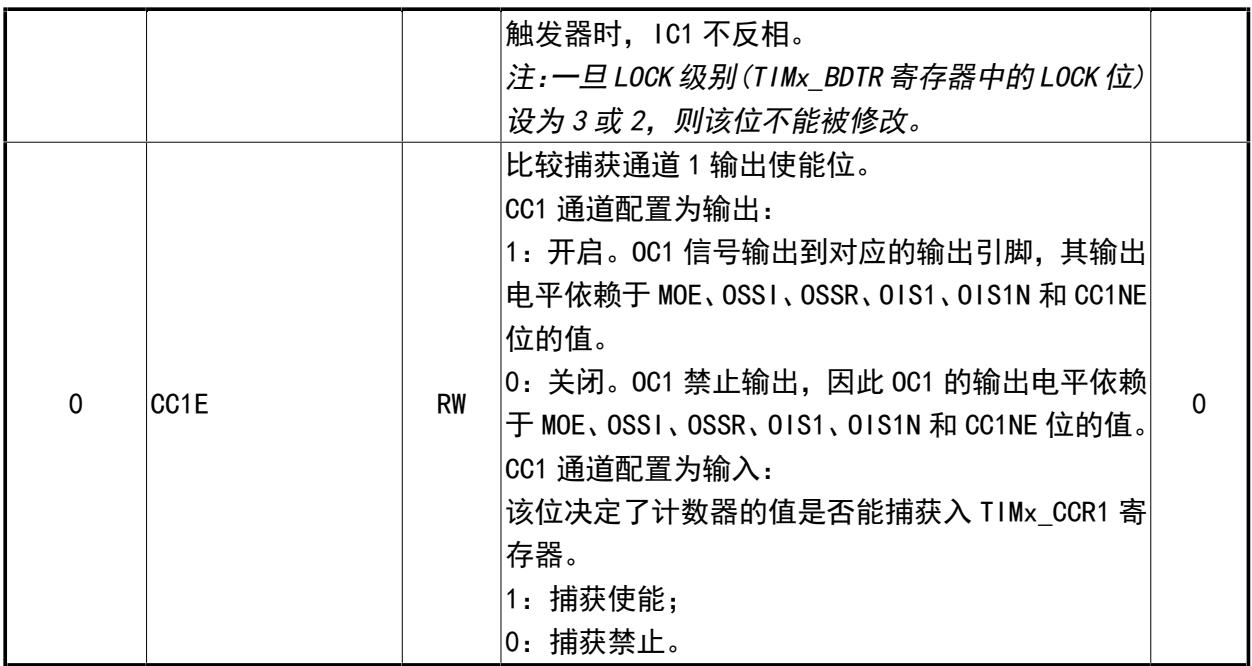 触发器时，IC1 不反相。
注：一旦 LOCK 级别（TIMx_BDTR 寄存器中的 LOCK 位）
设为 3 或 2，则该位不能被修改。
0
CC1E
RW
比较捕获通道 1 输出使能位。
CC1 通道配置为输出：
1：开启。OC1 信号输出到对应的输出引脚，其输出
电平依赖于 MOE、OSSI、OSSR、OIS1、OIS1N 和 CC1NE
位的值。
0：关闭。OC1 禁止输出，因此 OC1 的输出电平依赖
于 MOE、OSSI、OSSR、OIS1、OIS1N 和 CC1NE 位的值。
CC1 通道配置为输入：
该位决定了计数器的值是否能捕获入 TIMx_CCR1 寄
存器。
1：捕获使能；
0：捕获禁止。
0